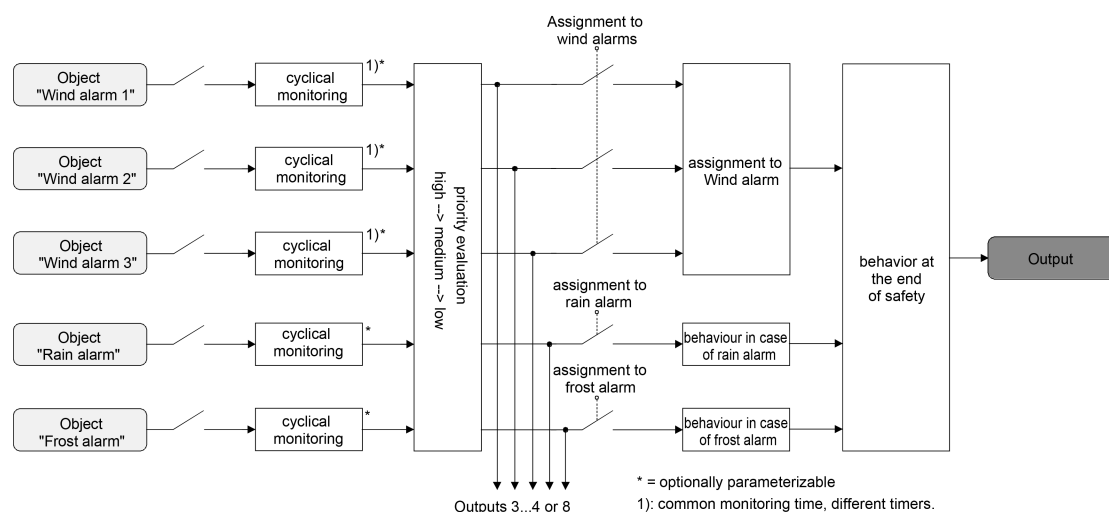 Assignment to
wind alarms
Object
"Wind alarm 1"
cyclical
monitoring
1)*
Object
"Wind alarm 2"
cyclical
monitoring
1)*
Object
"Wind alarm 3"
cyclical
monitoring
1)*
Object
"Rain alarm"
cyclical
monitoring
*
Object
"Frost alarm"
cyclical
monitoring
*
priority evaluation
high --> medium --> low
assignment to
Wind alarm
assignment to
rain alarm
behaviour in case
of rain alarm
assignment to
frost alarm
behaviour in case
of frost alarm
behavior at
the end
of safety
Output
Outputs 3...4 or 8
* = optionally parameterizable
1): common monitoring time, different timers.